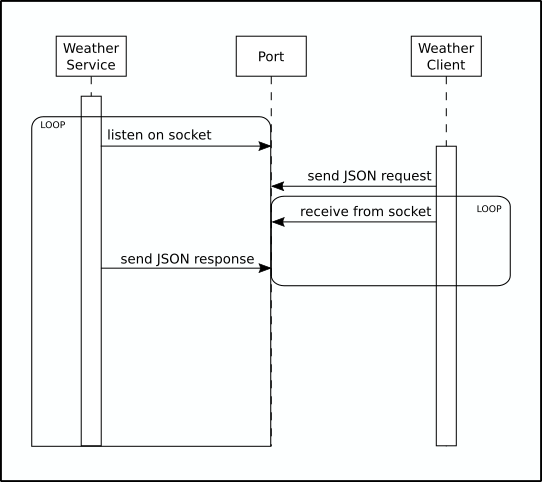 Weather
Service
Port
Weather
Client
LOOP
listen on socket
send JSON request
receive from socket
LOOP
send JSON response